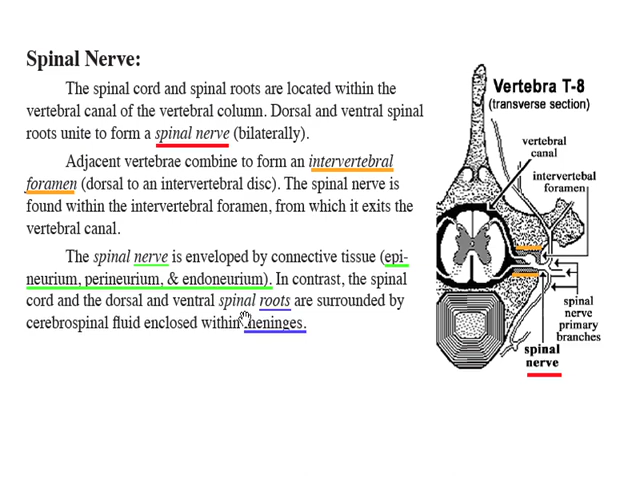 Spinal Nerve:
The spinal cord and spinal roots are located within the
vertebral canal of the vertebral column. Dorsal and ventral spinal
roots unite to form a spinal nerve (bilaterally).
Adjacent vertebrae combine to form an intervertebral
foramen (dorsal to an intervertebral disc). The spinal nerve is
found within the intervertebral foramen, from which it exits the
vertebral canal.
The spinal nerve is enveloped by connective tissue (epi-
neurium, perineurium, & endoneurium). In contrast, the spinal
cord and the dorsal and ventral spinal roots are surrounded by
cerebrospinal fluid enclosed within meninges.
Vertebra T-8
(transverse section)
vertebral
canal
intervertebal
foramen
spinal
nerve
primary
branches
spinal
nerve